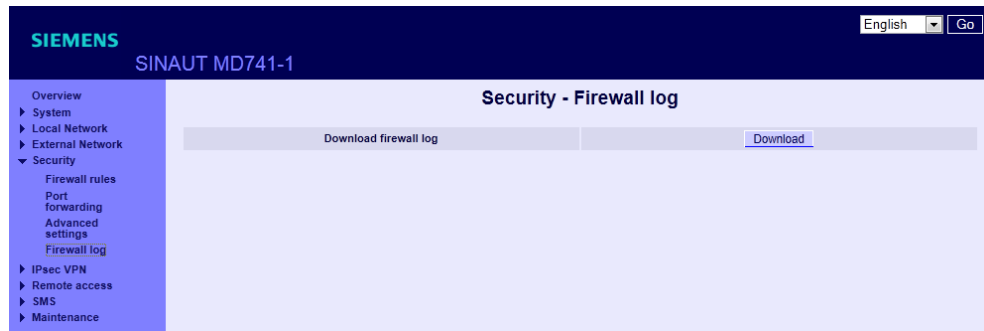 English
Go
SIEMENS
SINAUT MD741-1
Overview
System
Local Network
External Network
Security
Firewall rules
Port
forwarding
Advanced
settings
Firewall log
IPsec VPN
Remote access
SMS
Maintenance
Security - Firewall log
Download firewall log
Download